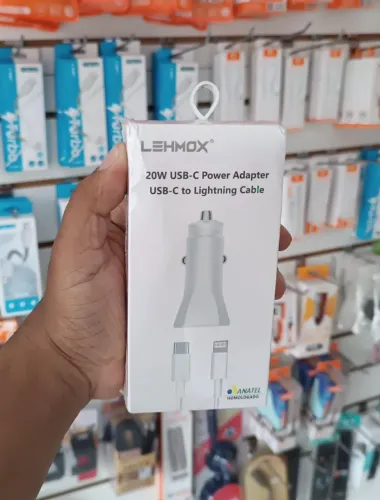 LEHMOX®
20W USB-C Power Adapter
USB-C to Lightning Cable
ANATEL
HOMOLOGADO